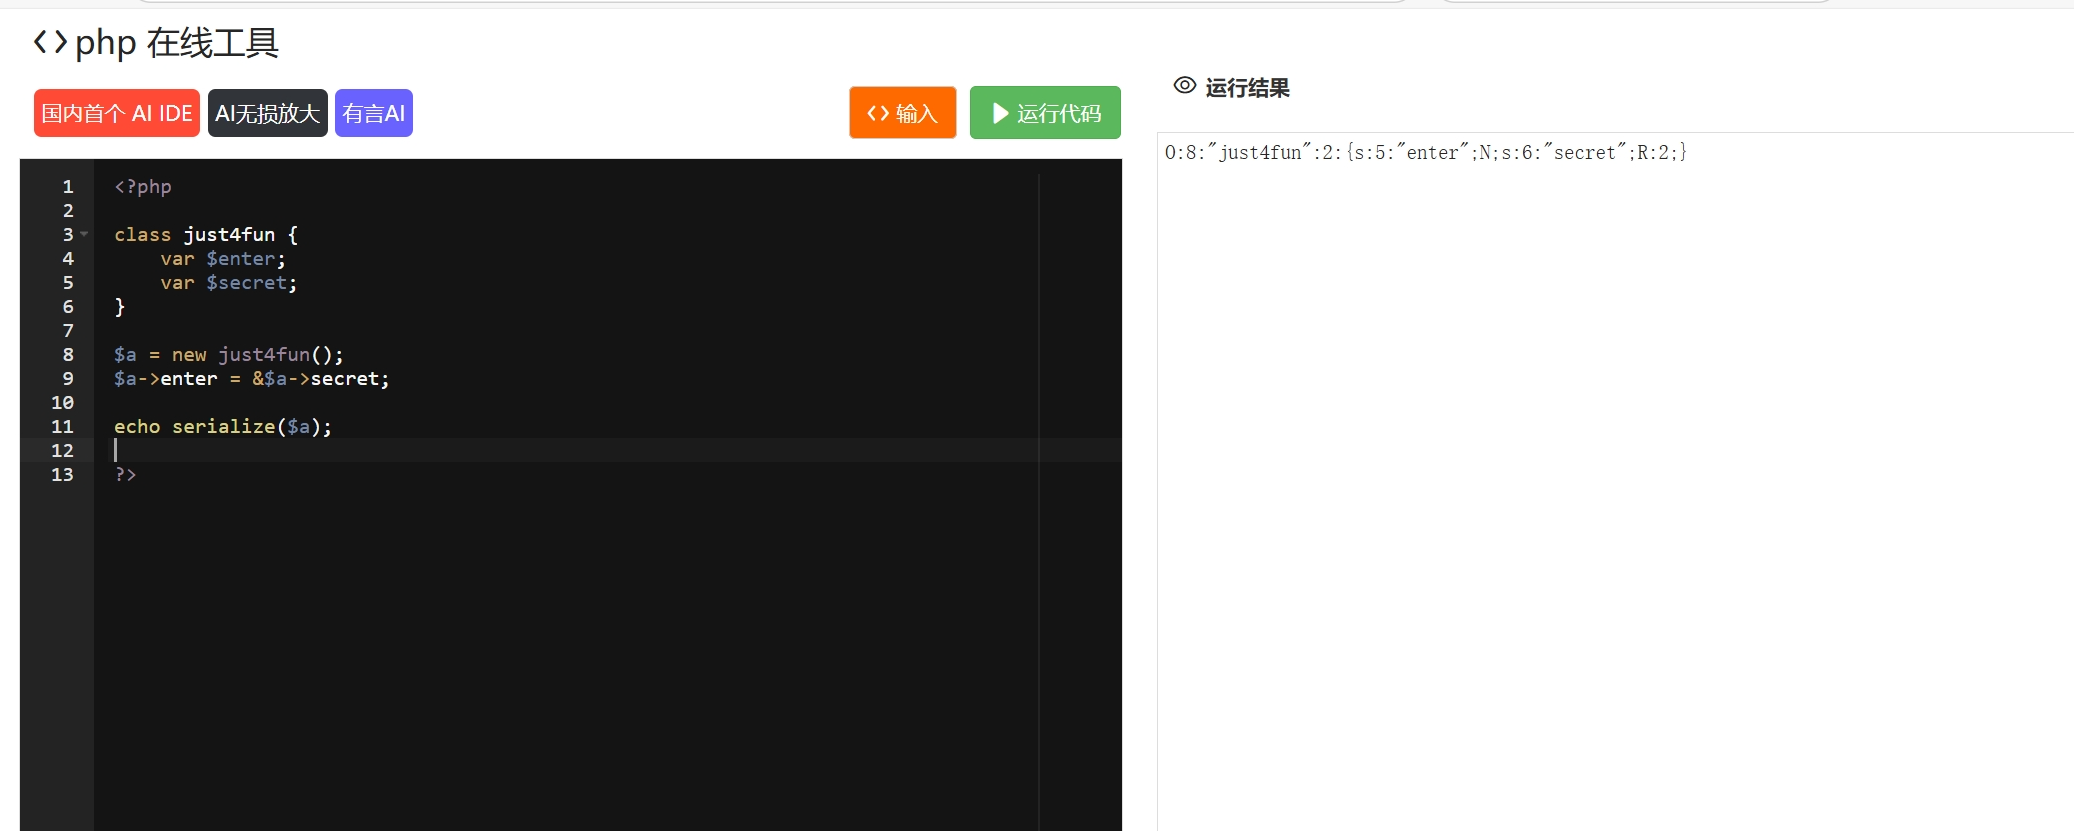 <> php 在线工具
国内首个 AI IDE AI无损放大 有言AI <> 输入 运行代码
1 <?php
2
3 class just4fun {
4     var $enter;
5     var $secret;
6 }
7
8 $a = new just4fun();
9 $a->enter = &$a->secret;
10
11 echo serialize($a);
12
13 ?>
运行结果
O:8:"just4fun":2:{s:5:"enter";N;s:6:"secret";R:2;}